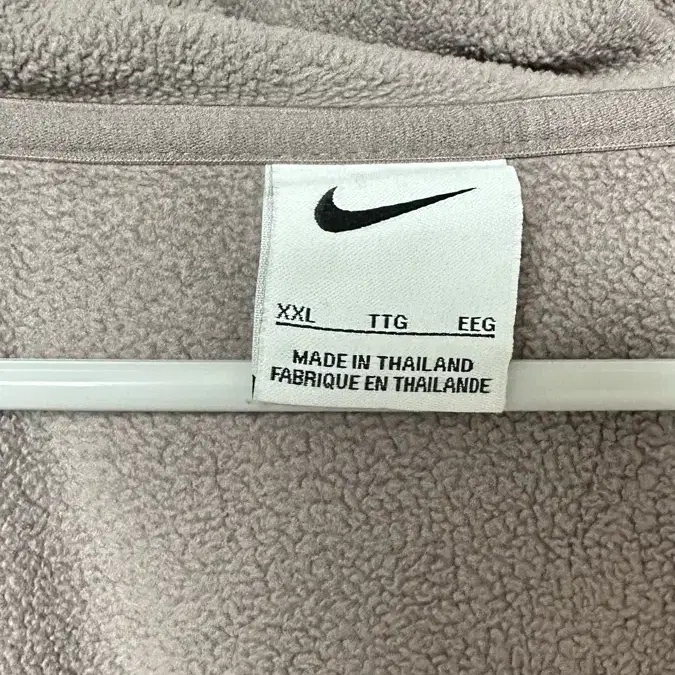 XXL TTG EEG
MADE IN THAILAND
FABRIQUE EN THAILANDE